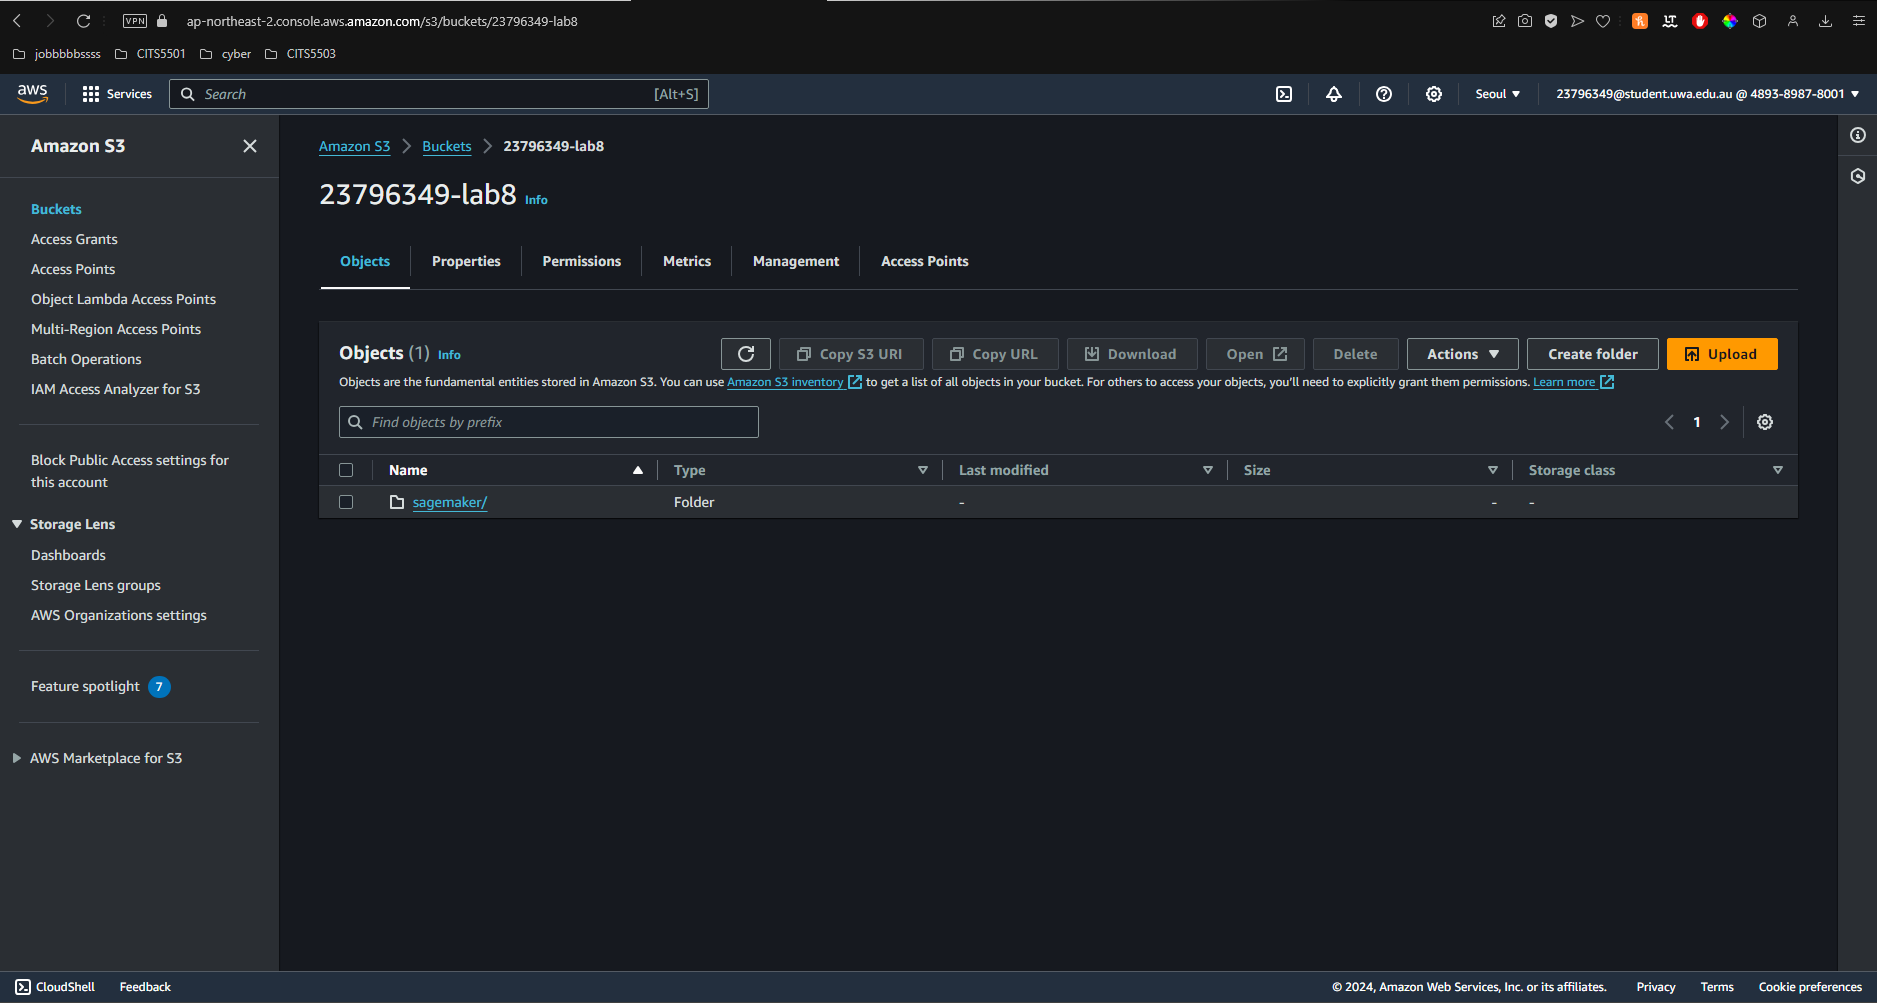 VPN ap-northeast-2.console.aws.amazon.com/s3/buckets/23796349-lab8
jobbbbbssss CITS5501 cyber CITS5503
aws Services Search [Alt+S] Seoul 23796349@student.uwa.edu.au @ 4893-8987-8001
Amazon S3
Buckets
Access Grants
Access Points
Object Lambda Access Points
Multi-Region Access Points
Batch Operations
IAM Access Analyzer for S3
Block Public Access settings for
this account
Storage Lens
Dashboards
Storage Lens groups
AWS Organizations settings
Feature spotlight 7
AWS Marketplace for S3
Amazon S3 Buckets 23796349-lab8
23796349-lab8 Info
Objects Properties Permissions Metrics Management Access Points
Objects (1) Info Copy S3 URI Copy URL Download Open Delete Actions Create folder Upload
Objects are the fundamental entities stored in Amazon S3. You can use Amazon S3 inventory to get a list of all objects in your bucket. For others to access your objects, you'll need to explicitly grant them permissions. Learn more
Find objects by prefix 1
Name Type Last modified Size Storage class
sagemaker/ Folder - - -
CloudShell Feedback © 2024, Amazon Web Services, Inc. or its affiliates. Privacy Terms Cookie preferences